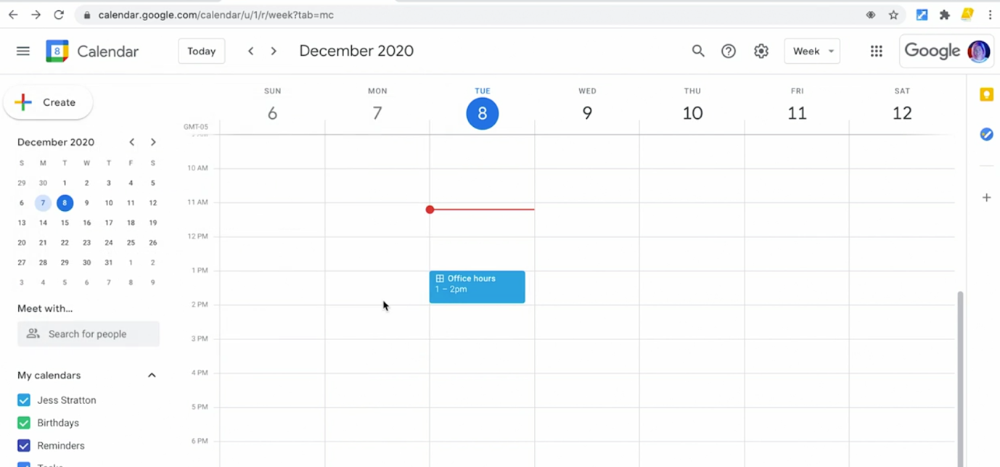 calendar.google.com/calendar/u/1/r/week?tab=mc
8 Calendar Today December 2020 Week Google
Create
SUN MON TUE WED THU FRI SAT
6 7 8 9 10 11 12
GMT-05
December 2020
S M T W T F S
29 30 1 2 3 4 5
6 7 8 9 10 11 12
13 14 15 16 17 18 19
20 21 22 23 24 25 26
27 28 29 30 31 1 2
3 4 5 6 7 8 9
Meet with...
Search for people
My calendars
Jess Stratton
Birthdays
Reminders
Tasks
10 AM
11 AM
12 PM
1 PM
2 PM
3 PM
4 PM
5 PM
6 PM
Office hours
1 – 2pm